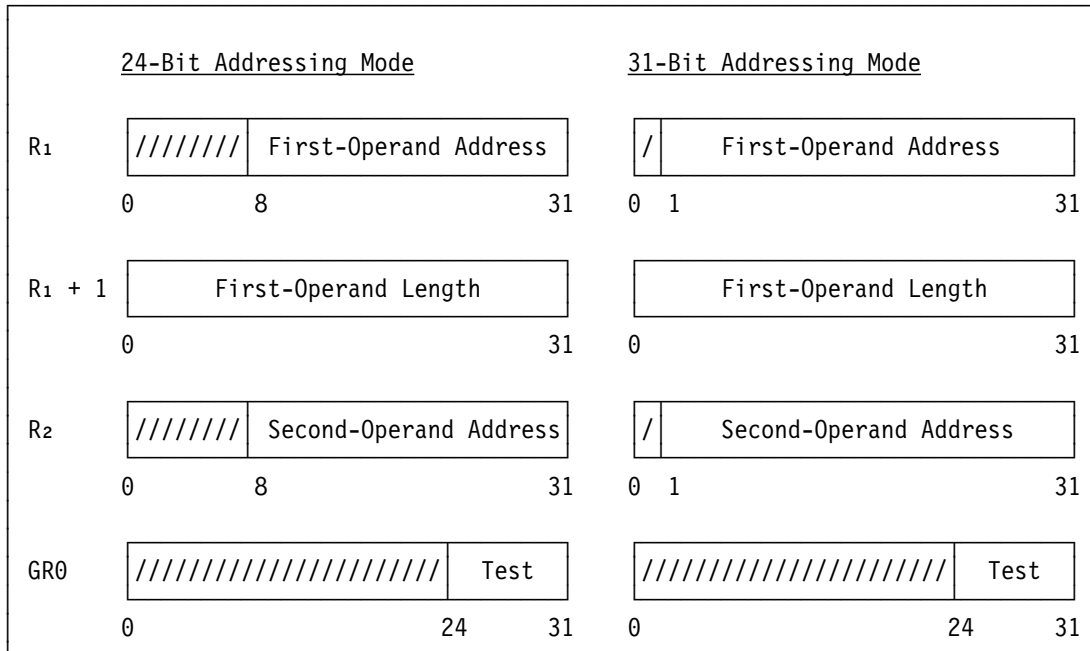 24-Bit Addressing Mode 31-Bit Addressing Mode
R₁ //////// First-Operand Address / First-Operand Address
0 8 31 0 1 31
R₁ + 1 First-Operand Length First-Operand Length
0 31 0 31
R₂ //////// Second-Operand Address / Second-Operand Address
0 8 31 0 1 31
GR0 /////////////////////// Test /////////////////////// Test
0 24 31 0 24 31